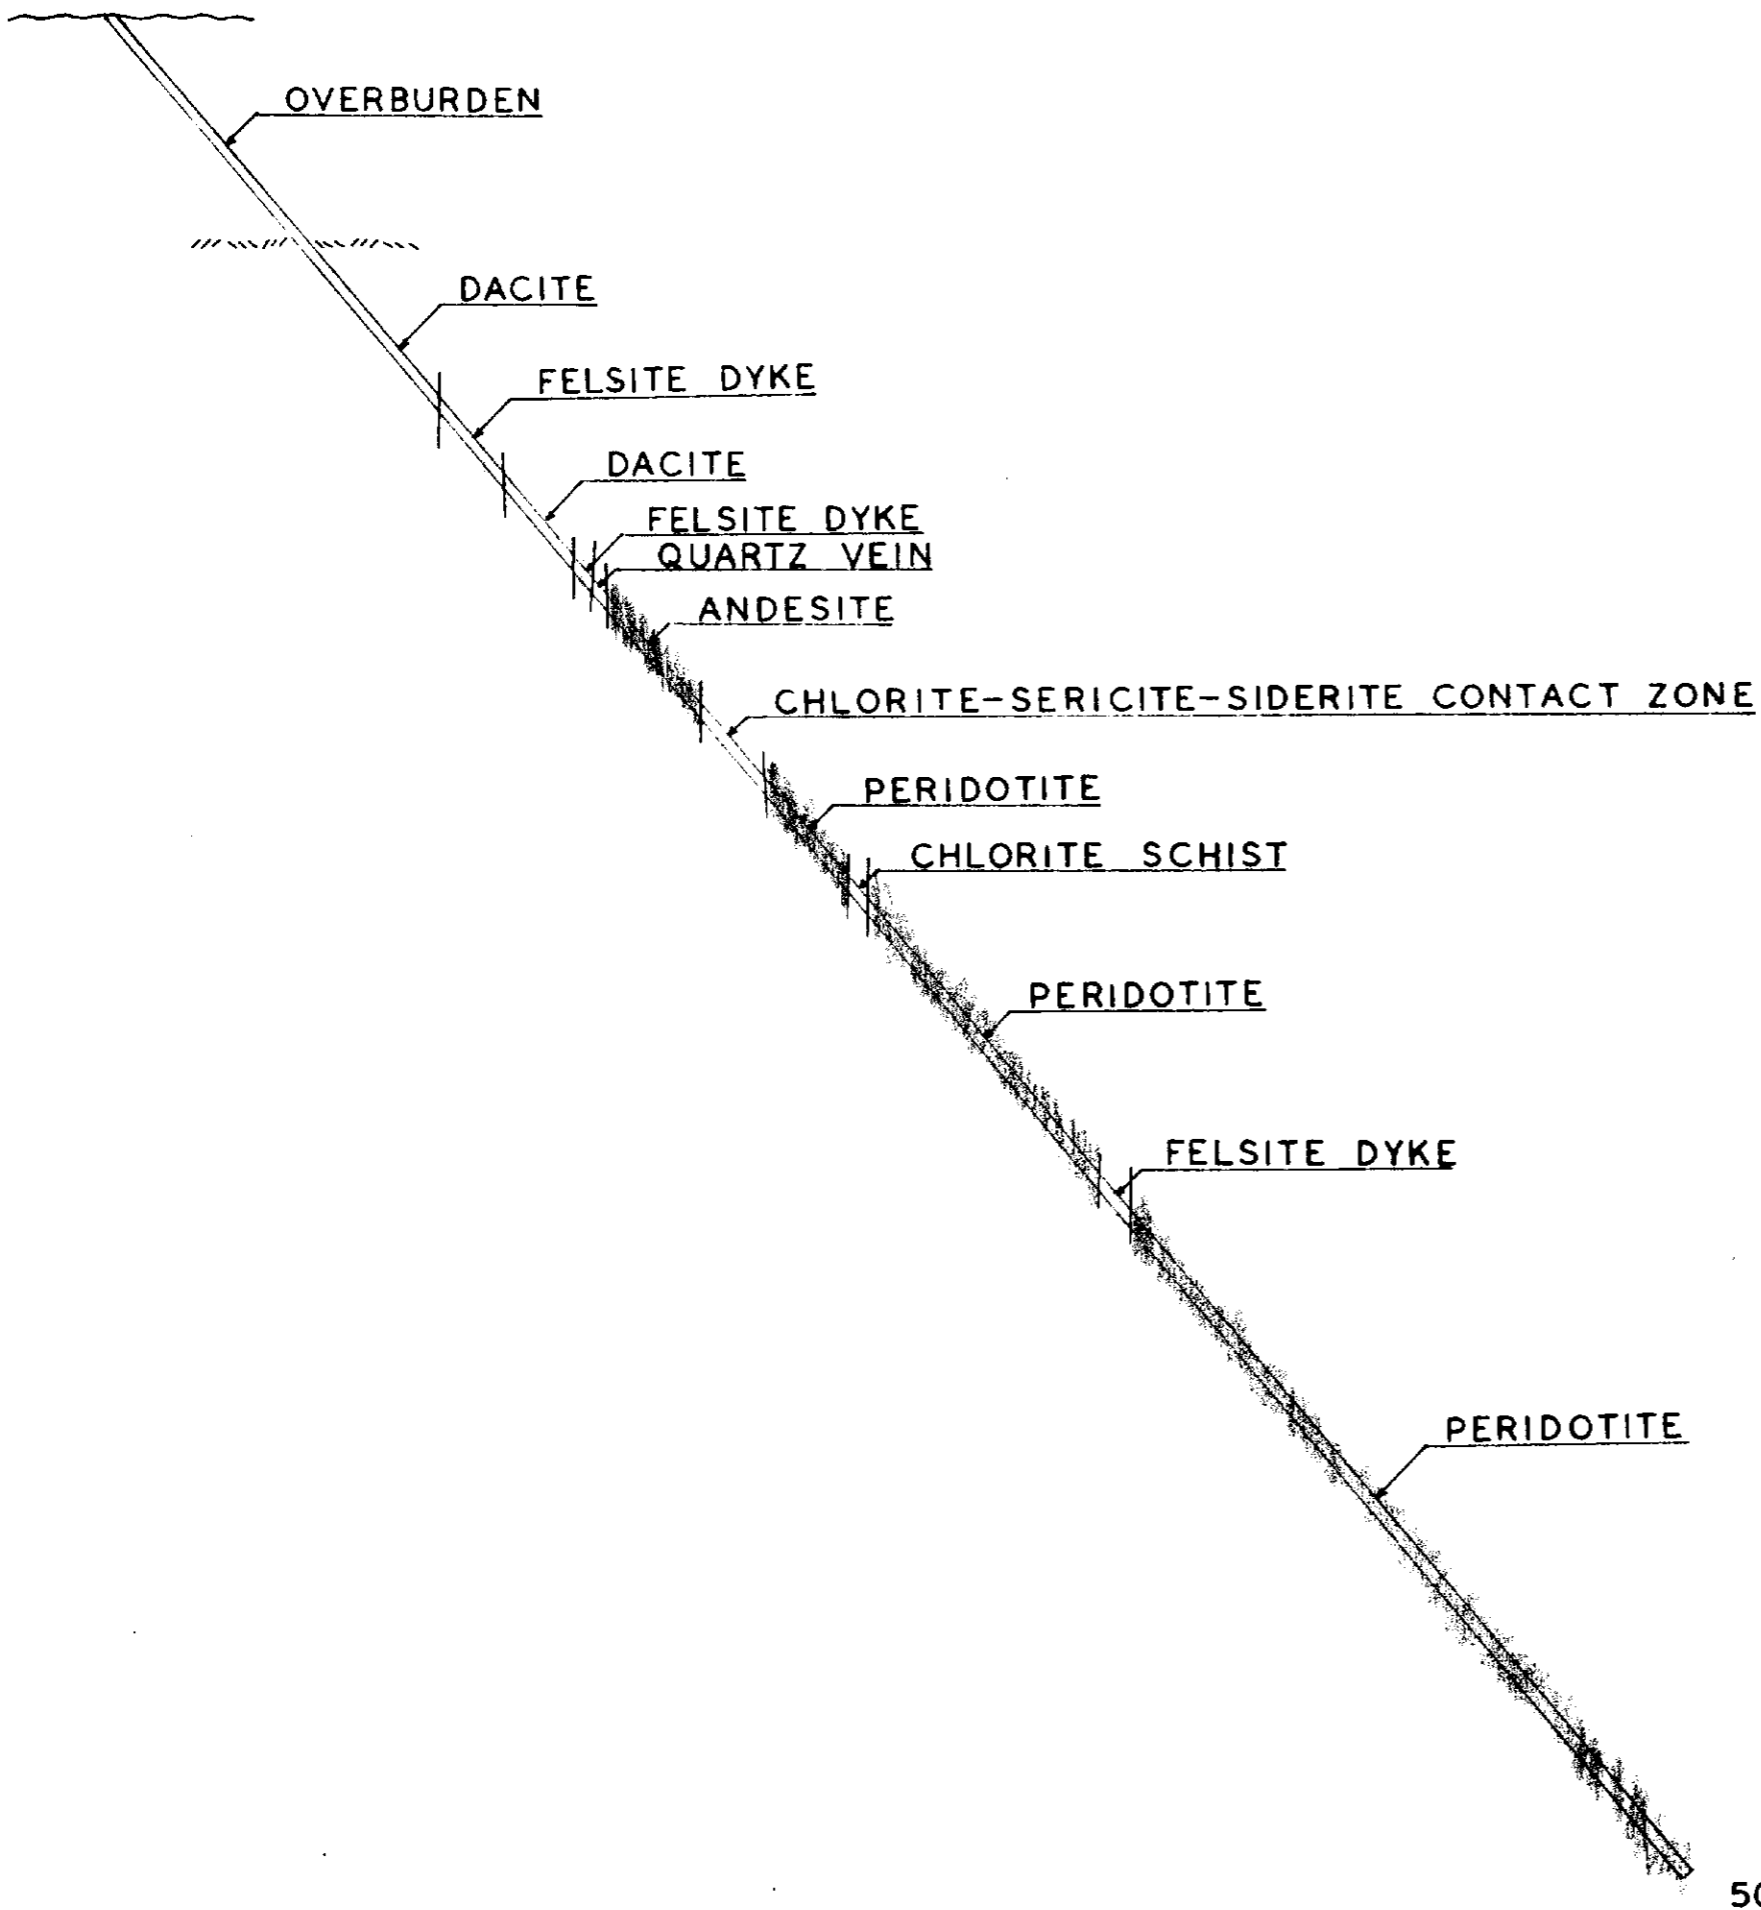 OVERBURDEN
DACITE
FELSITE DYKE
DACITE
FELSITE DYKE
QUARTZ VEIN
ANDESITE
CHLORITE-SERICITE-SIDERITE CONTACT ZONE
PERIDOTITE
CHLORITE SCHIST
PERIDOTITE
FELSITE DYKE
PERIDOTITE